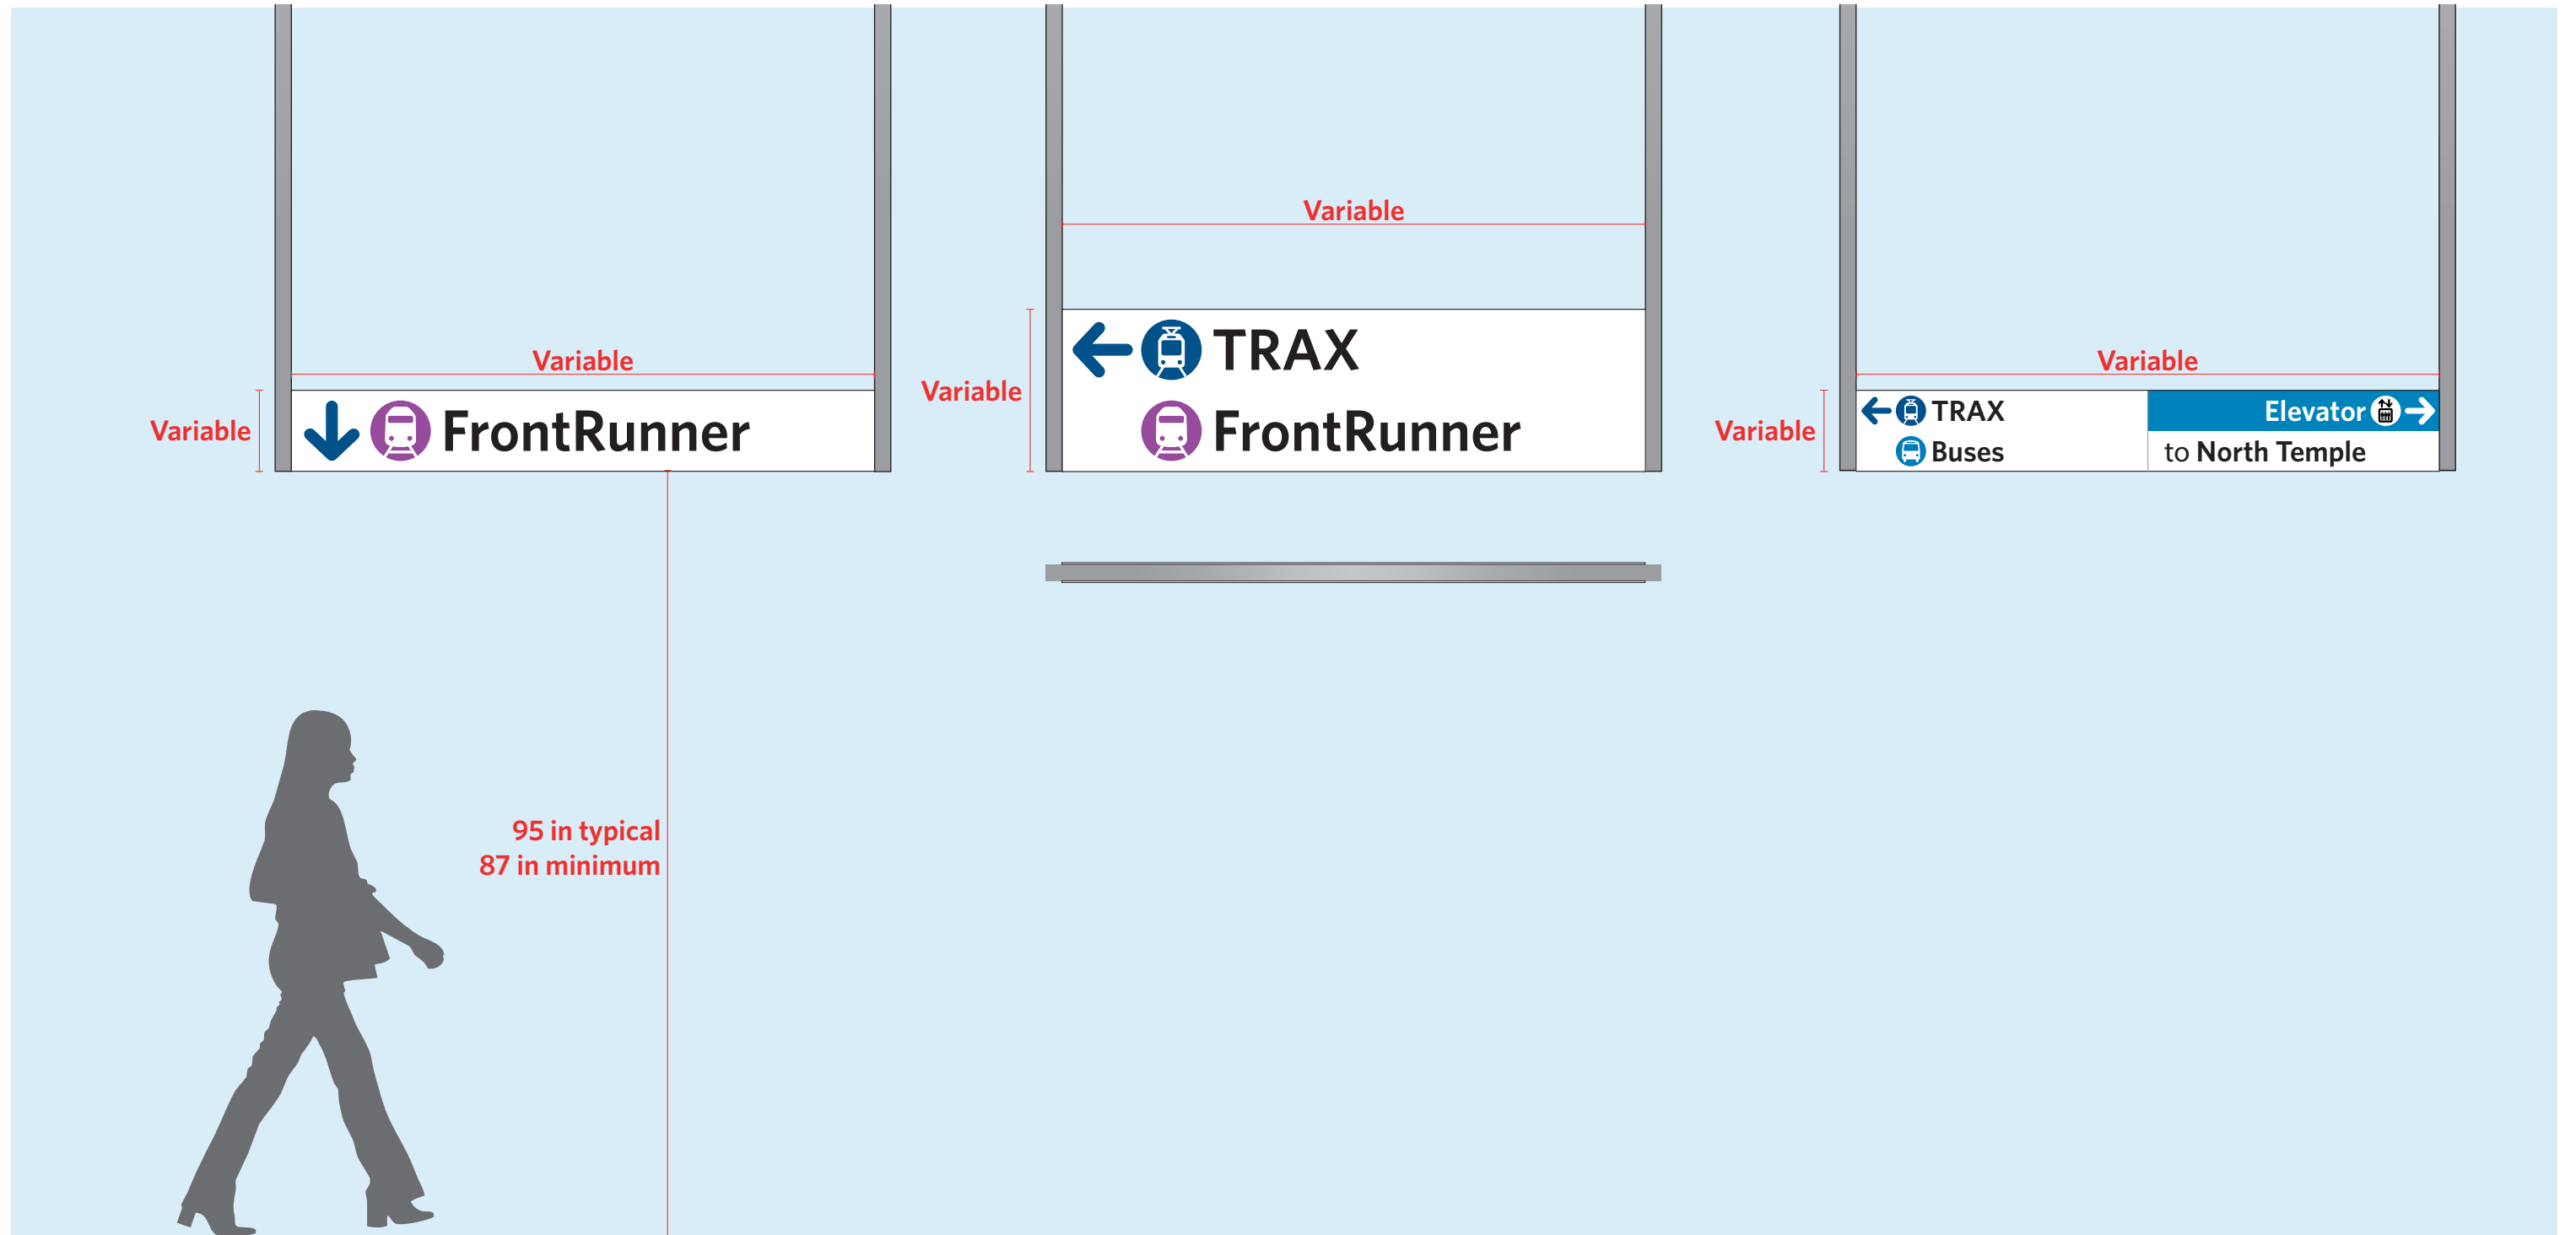 Variable
Variable
FrontRunner
95 in typical
87 in minimum
Variable
Variable
TRAX
FrontRunner
Variable
Variable
TRAX
Buses
Elevator
to North Temple